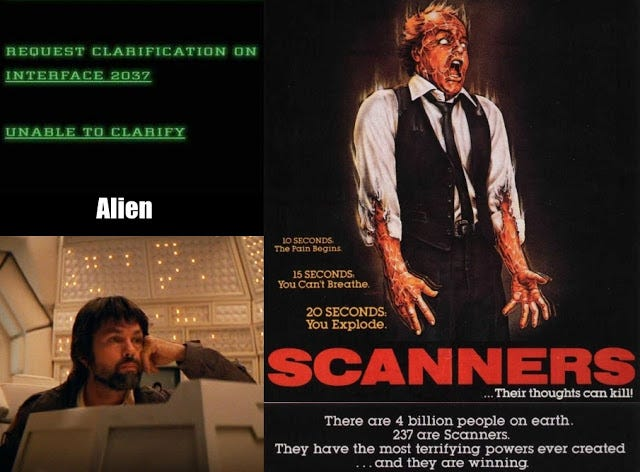 REQUEST CLARIFICATION ON
INTERFACE 2037
UNABLE TO CLARIFY
Alien
10 SECONDS:
The Pain Begins.
15 SECONDS:
You Can't Breathe.
20 SECONDS:
You Explode.
SCANNERS
...Their thoughts can kill!
There are 4 billion people on earth.
237 are Scanners.
They have the most terrifying powers ever created
...and they are winning.